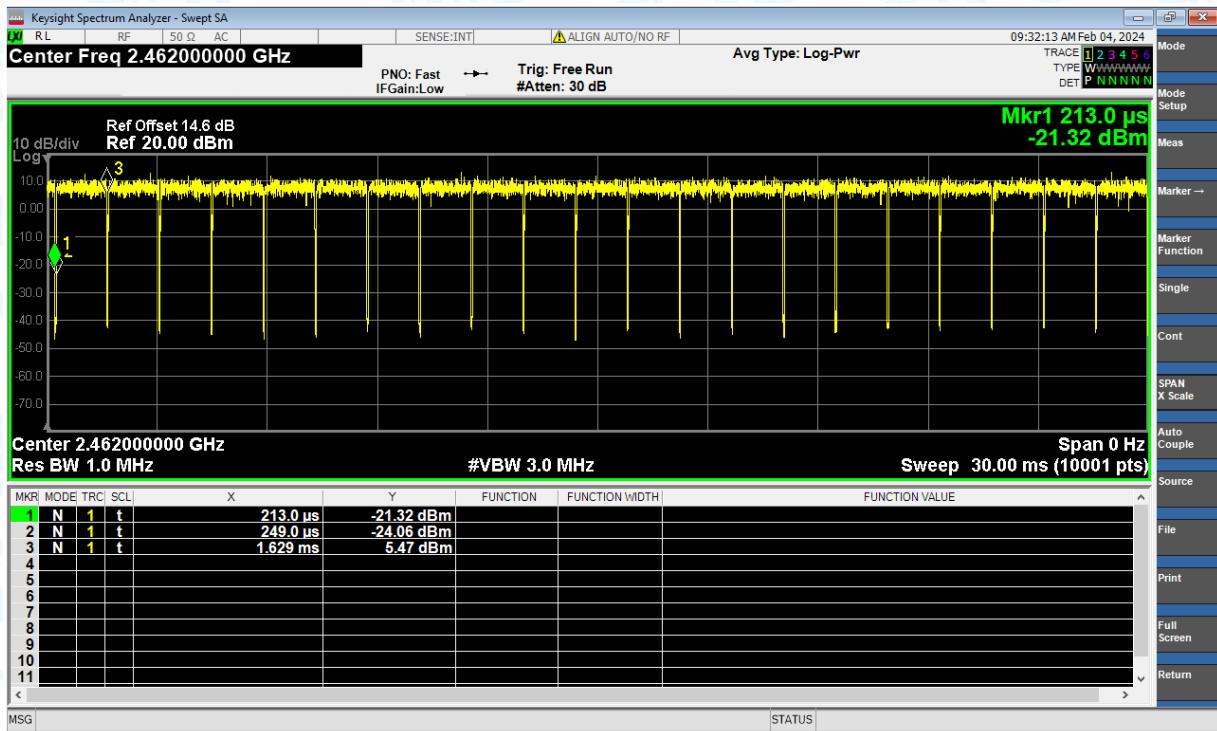 Keysight Spectrum Analyzer - Swept SA
LXI RL RF 50 Ω AC SENSE:INT ALIGN AUTO/NO RF 09:32:13 AM Feb 04, 2024
Center Freq 2.462000000 GHz
PNO: Fast
IFGain:Low
Trig: Free Run
#Atten: 30 dB
Avg Type: Log-Pwr
TRACE 1 2 3 4 5 6
TYPE WWWWWW
DET P N N N N N
Mkr1 213.0 µs
-21.32 dBm
Ref Offset 14.6 dB
10 dB/div Ref 20.00 dBm
Log
3
10.0
0.00
-10.0
1
2
-20.0
-30.0
-40.0
-50.0
-60.0
-70.0
Center 2.462000000 GHz Span 0 Hz
Res BW 1.0 MHz #VBW 3.0 MHz Sweep 30.00 ms (10001 pts)
MKR MODE TRC SCL X Y FUNCTION FUNCTION WIDTH FUNCTION VALUE
1 N 1 t 213.0 µs -21.32 dBm
2 N 1 t 249.0 µs -24.06 dBm
3 N 1 t 1.629 ms 5.47 dBm
4
5
6
7
8
9
10
11
MSG STATUS
Mode
Mode
Setup
Meas
Marker →
Marker
Function
Single
Cont
SPAN
X Scale
Auto
Couple
Source
File
Print
Full
Screen
Return